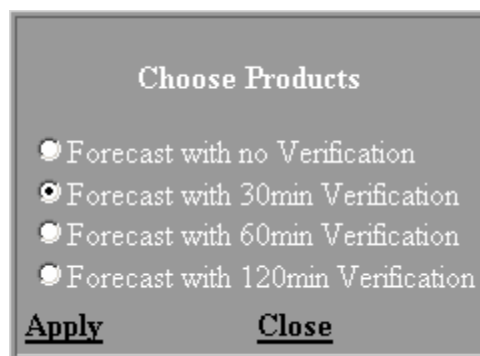 Choose Products
Forecast with no Verification
Forecast with 30min Verification
Forecast with 60min Verification
Forecast with 120min Verification
Apply Close